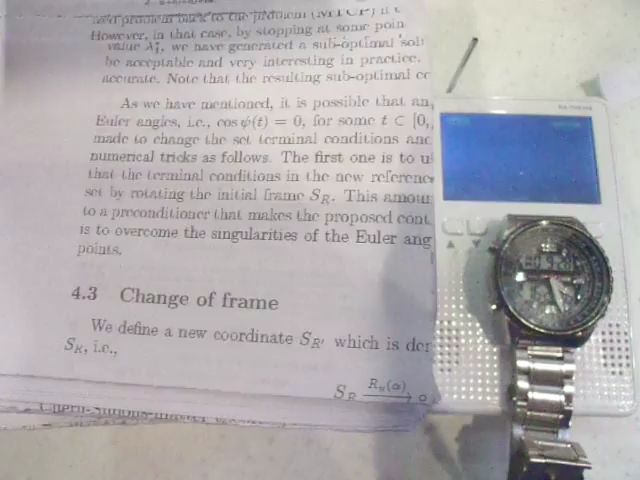 However, in that case, by stopping at some poin
value λ*₁, we have generated a sub-optimal sol
be acceptable and very interesting in practice.
accurate. Note that the resulting sub-optimal cc
As we have mentioned, it is possible that an
Euler angles, i.e., cos ψ(t) = 0, for some t ∈ [0,
made to change the set terminal conditions and
numerical tricks as follows. The first one is to u
that the terminal conditions in the new reference
set by rotating the initial frame S_R. This amoun
to a preconditioner that makes the proposed cont
is to overcome the singularities of the Euler ang
points.
4.3 Change of frame
We define a new coordinate S_R′ which is der
S_R, i.e.,
S_R R_y(α)